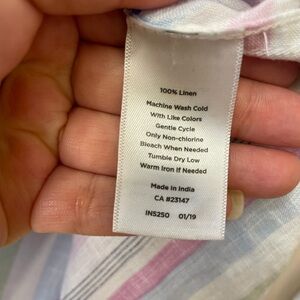 100% Linen
Machine Wash Cold
With Like Colors
Gentle Cycle
Only Non-chlorine
Bleach When Needed
Tumble Dry Low
Warm Iron If Needed
Made in India
CA #23147
IN5250 01/19